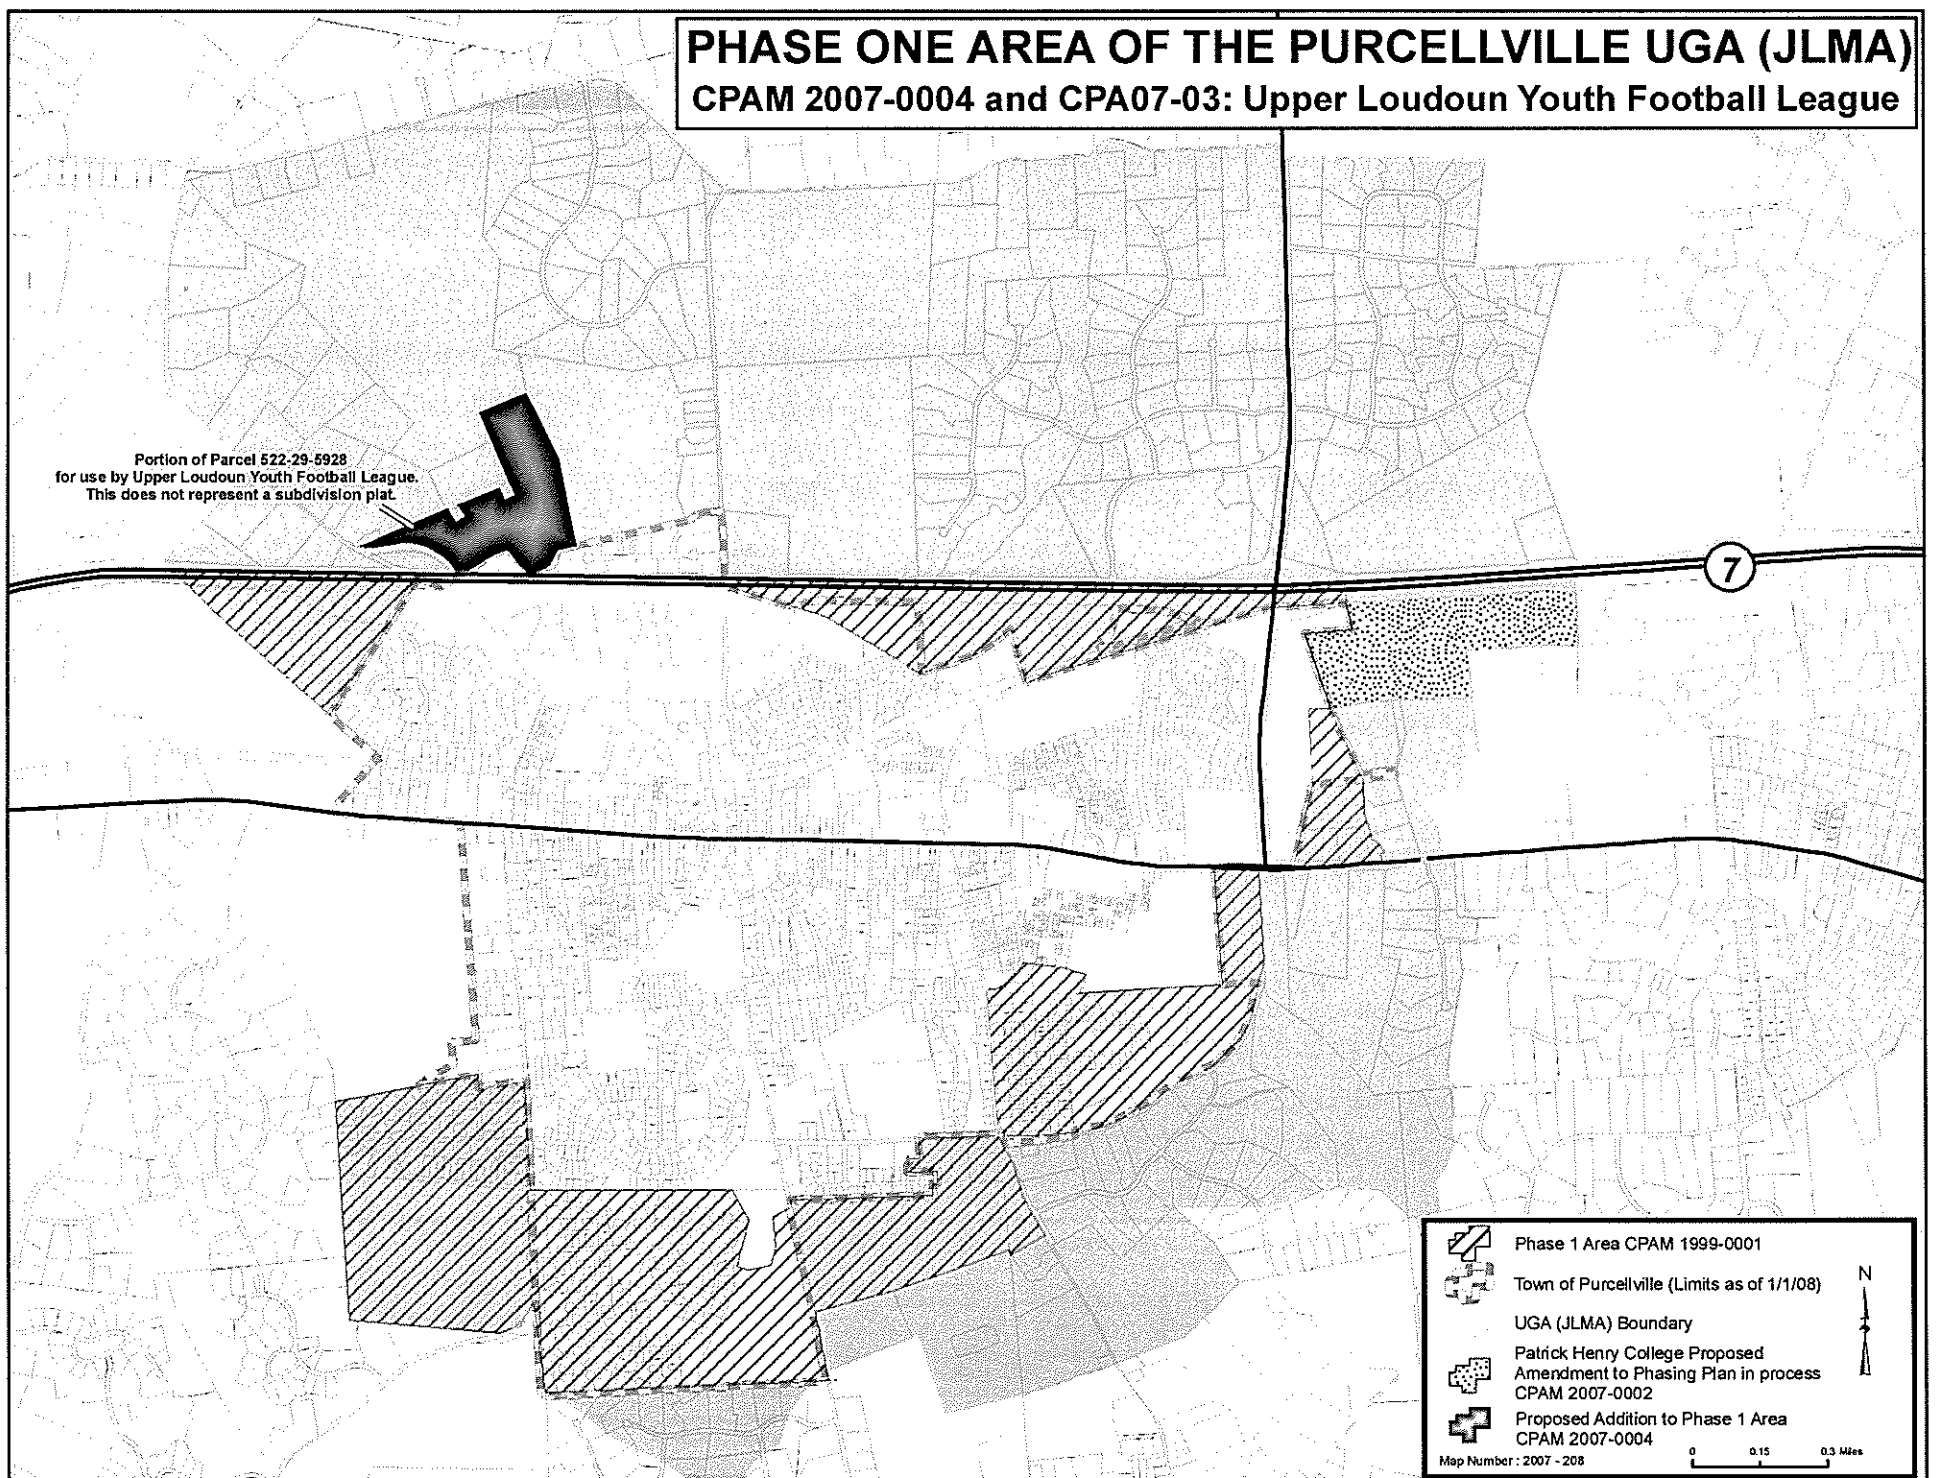 PHASE ONE AREA OF THE PURCELLVILLE UGA (JLMA)
CPAM 2007-0004 and CPA07-03: Upper Loudoun Youth Football League
Portion of Parcel 522-29-5928
for use by Upper Loudoun Youth Football League.
This does not represent a subdivision plat.
7
Phase 1 Area CPAM 1999-0001
Town of Purcellville (Limits as of 1/1/08)
UGA (JLMA) Boundary
Patrick Henry College Proposed
Amendment to Phasing Plan in process
CPAM 2007-0002
Proposed Addition to Phase 1 Area
CPAM 2007-0004
N
Map Number : 2007 - 208
0 0.15 0.3 Miles